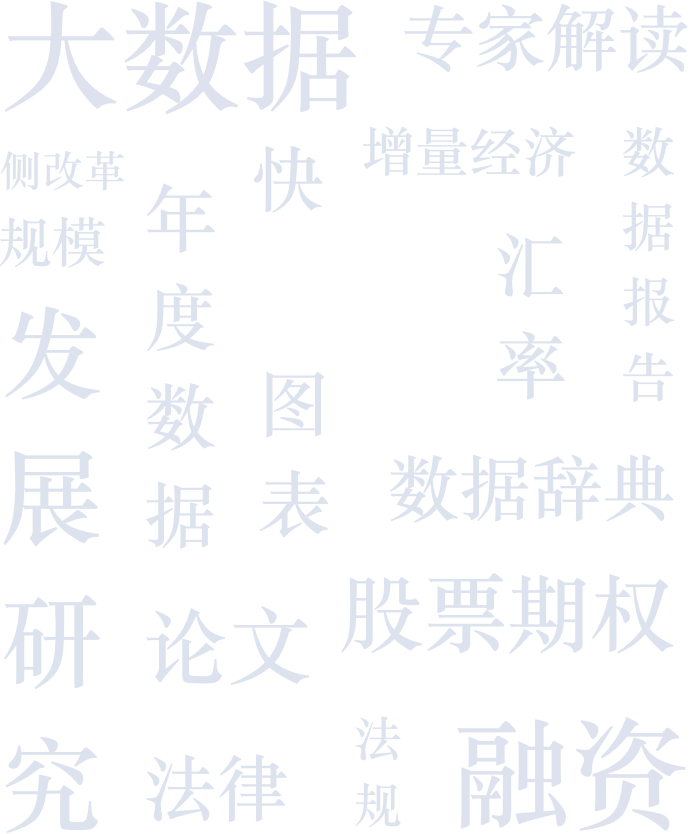 大数据
专家解读
增量经济
侧改革
规模
快
年度数据
汇率
数据报告
发展研究
图表
数据辞典
股票期权
论文
法律
法规
融资